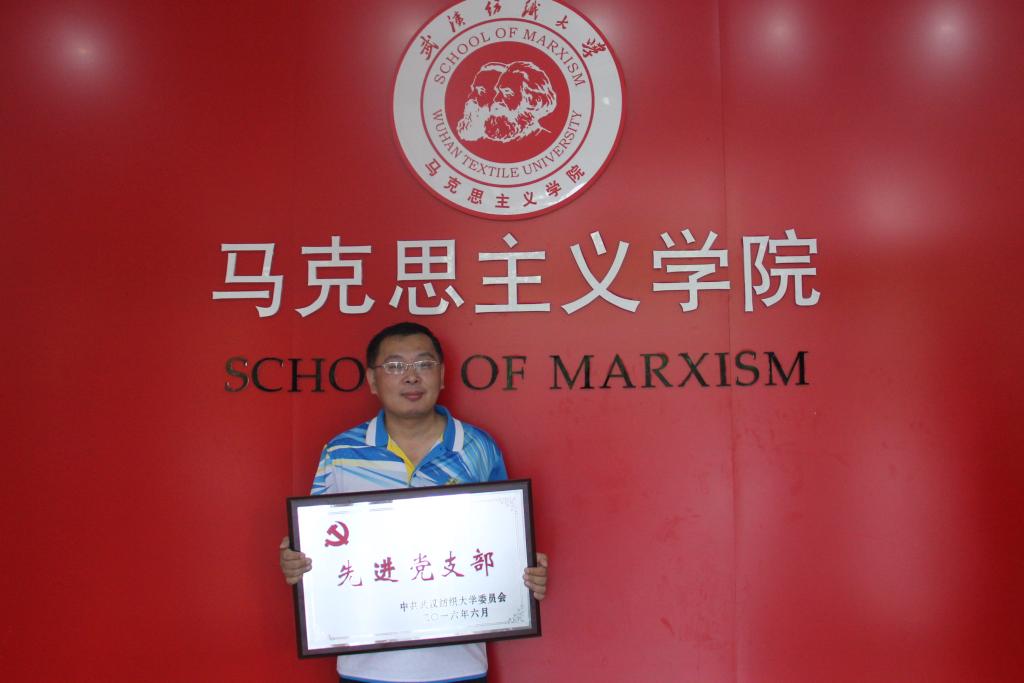 武汉纺织大学
SCHOOL OF MARXISM
WUHAN TEXTILE UNIVERSITY
马克思主义学院
马克思主义学院
SCHOO OF MARXISM
先进党支部
中共武汉纺织大学委员会
二〇一六年六月